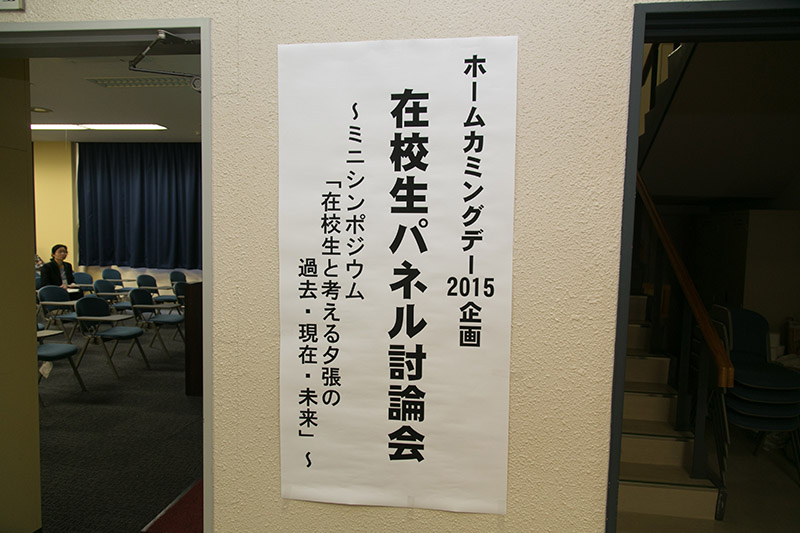 ホームカミングデー2015企画
在校生パネル討論会
～ミニシンポジウム
「在校生と考える夕張の
過去・現在・未来」～